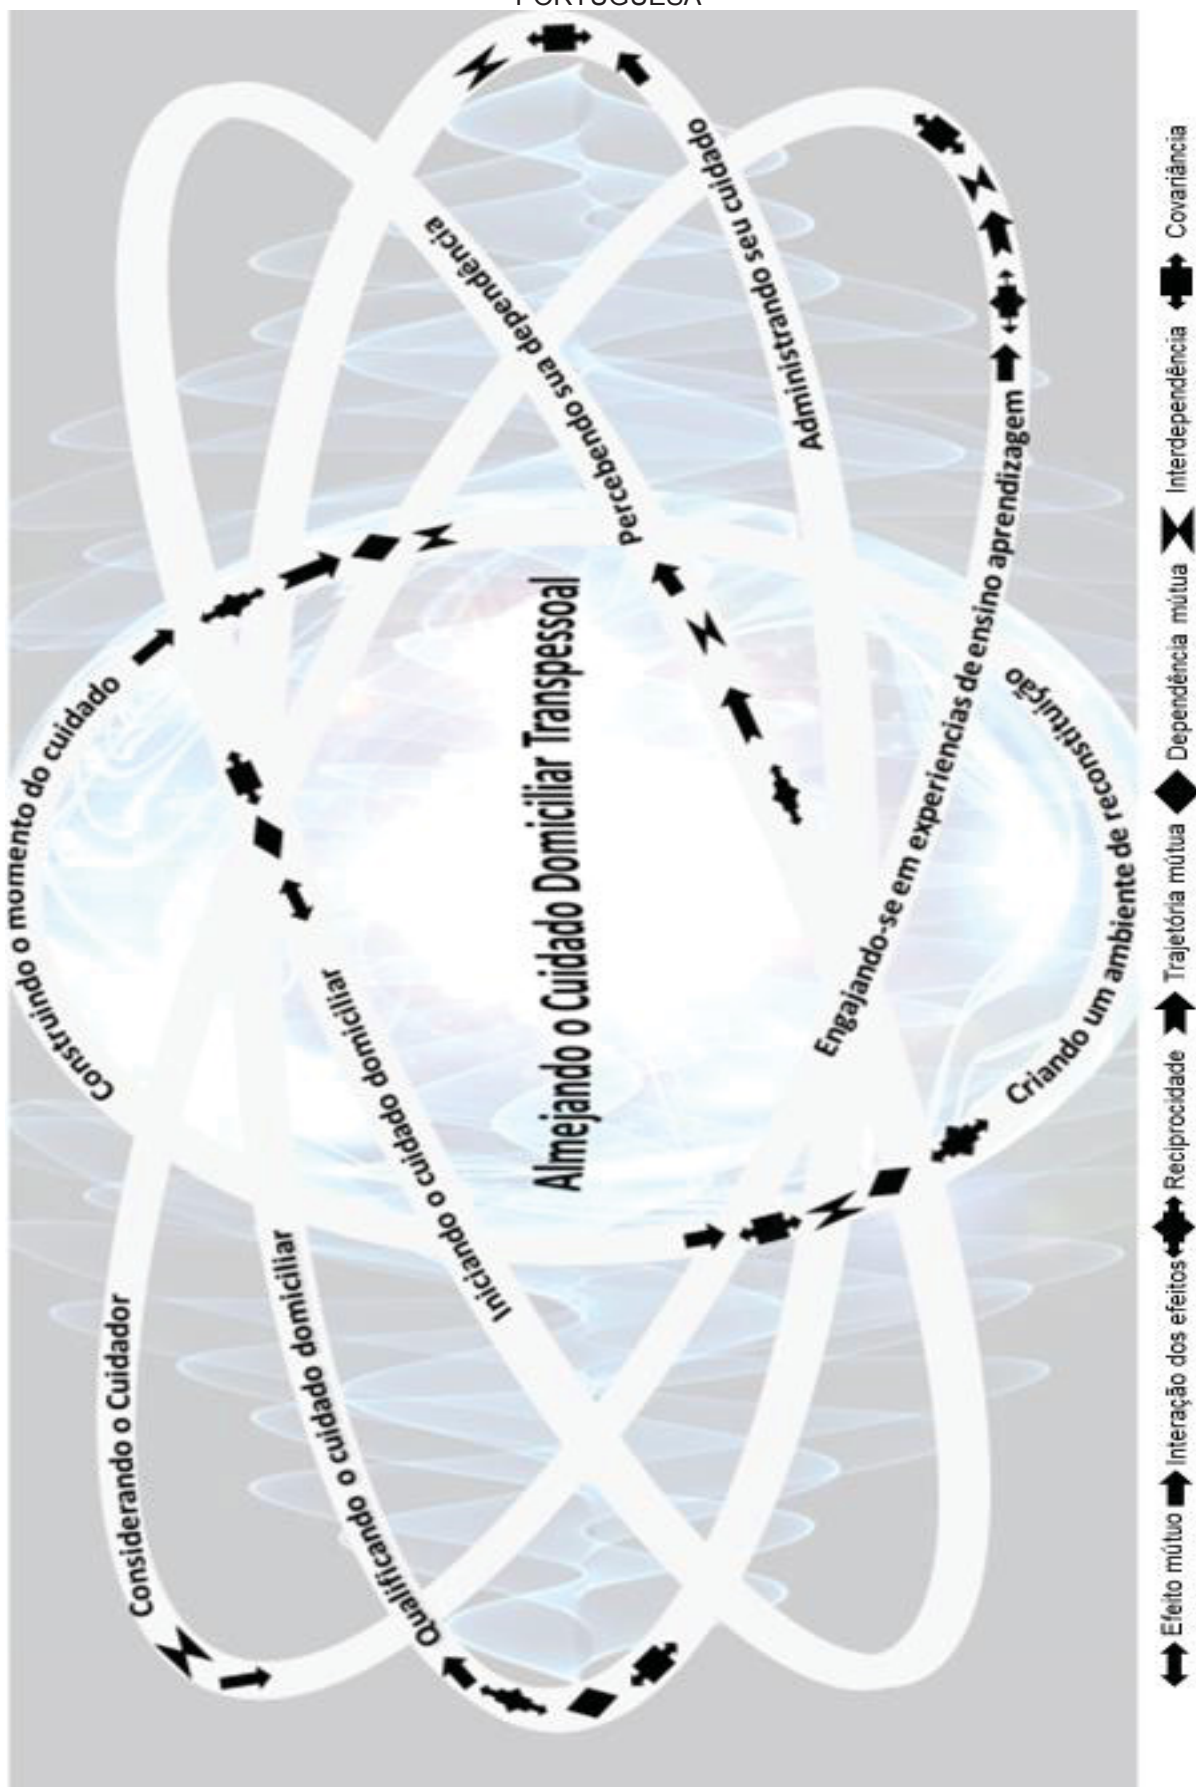 PORTUGUESA
Construindo o momento do cuidado
Considerando o Cuidador
Qualificando o cuidado domiciliar
Iniciando o cuidado domiciliar
Almejando o Cuidado Domiciliar Transpessoal
Percebendo sua dependência
Administrando seu cuidado
Engajando-se em experiencias de ensino aprendizagem
Criando um ambiente de reconstituição
Efeito mútuo
Interação dos efeitos
Reciprocidade
Trajetória mútua
Dependência mútua
Interdependência
Covariância